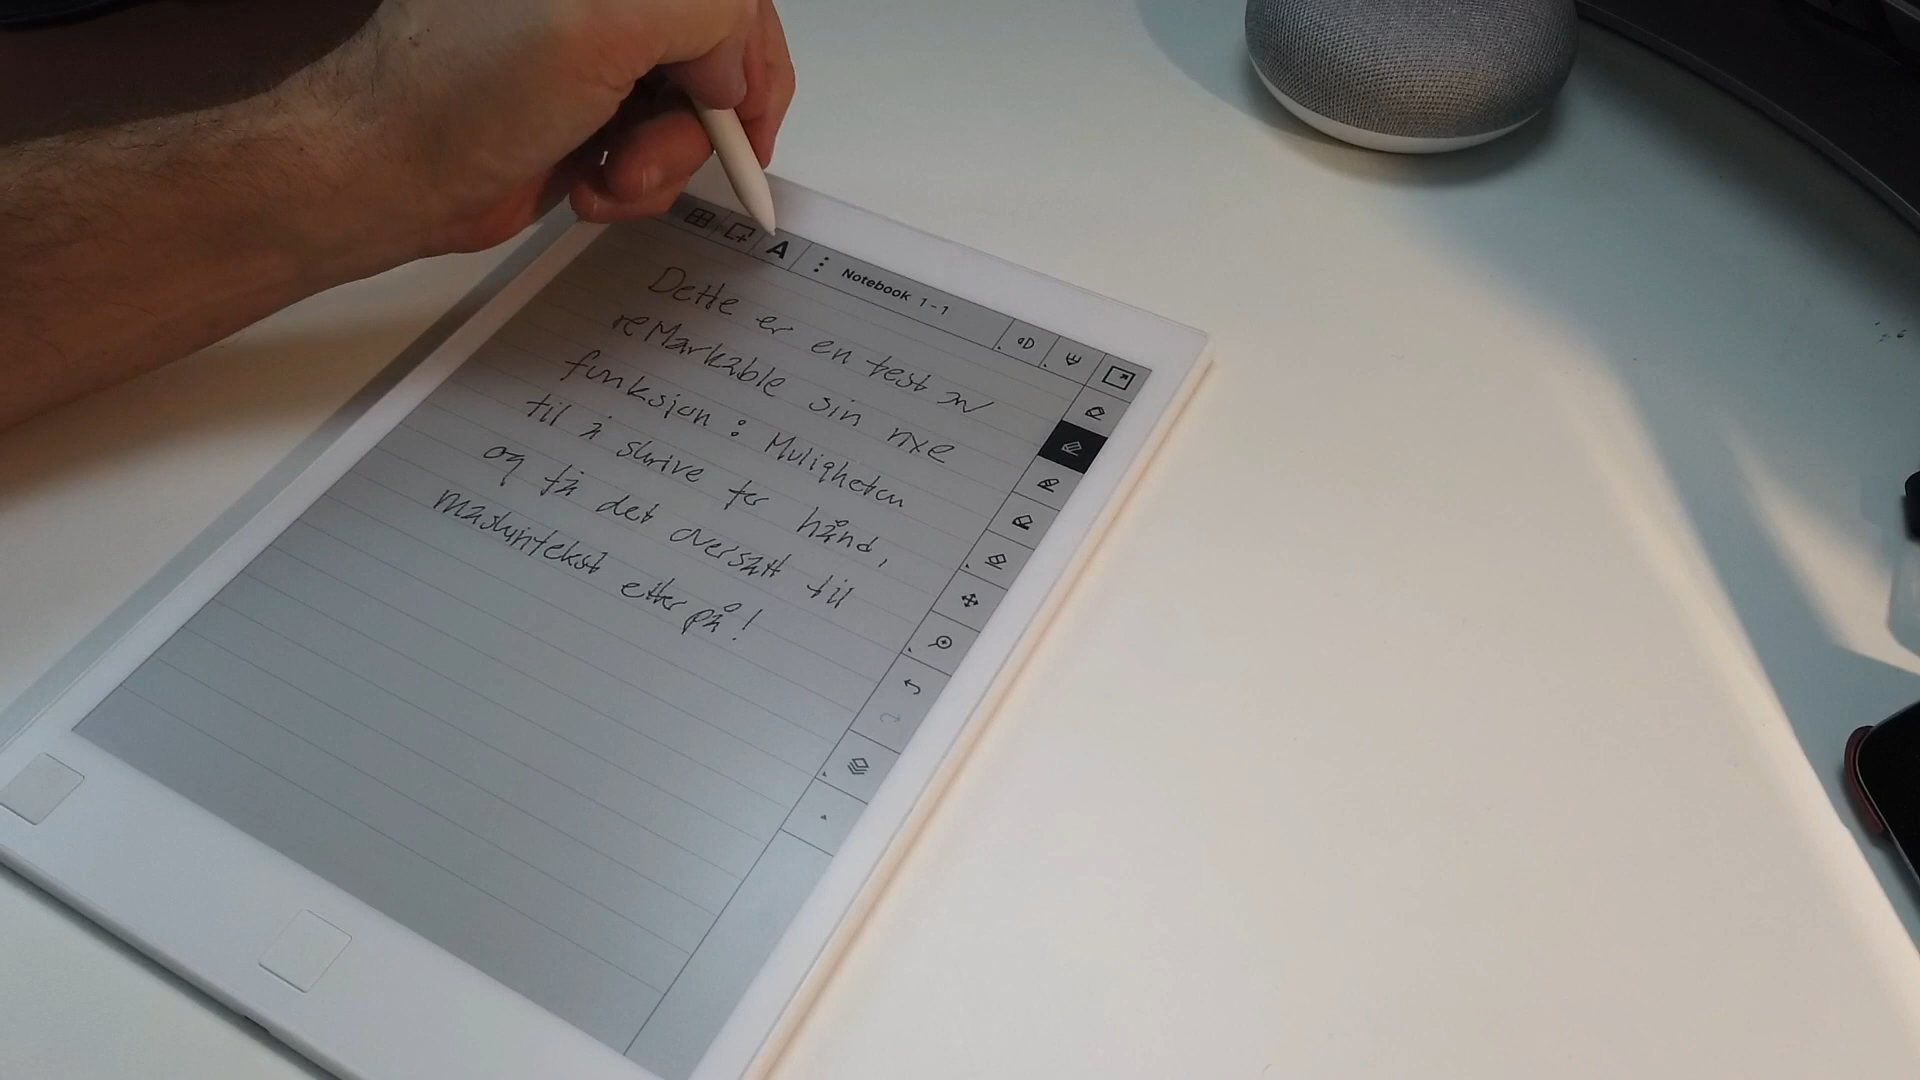 A
Notebook 1-1
Dette er en test av
reMarkable sin nye
funksjon: Muligheten
til å skrive for hånd,
og få det oversatt til
maskintekst etterpå!